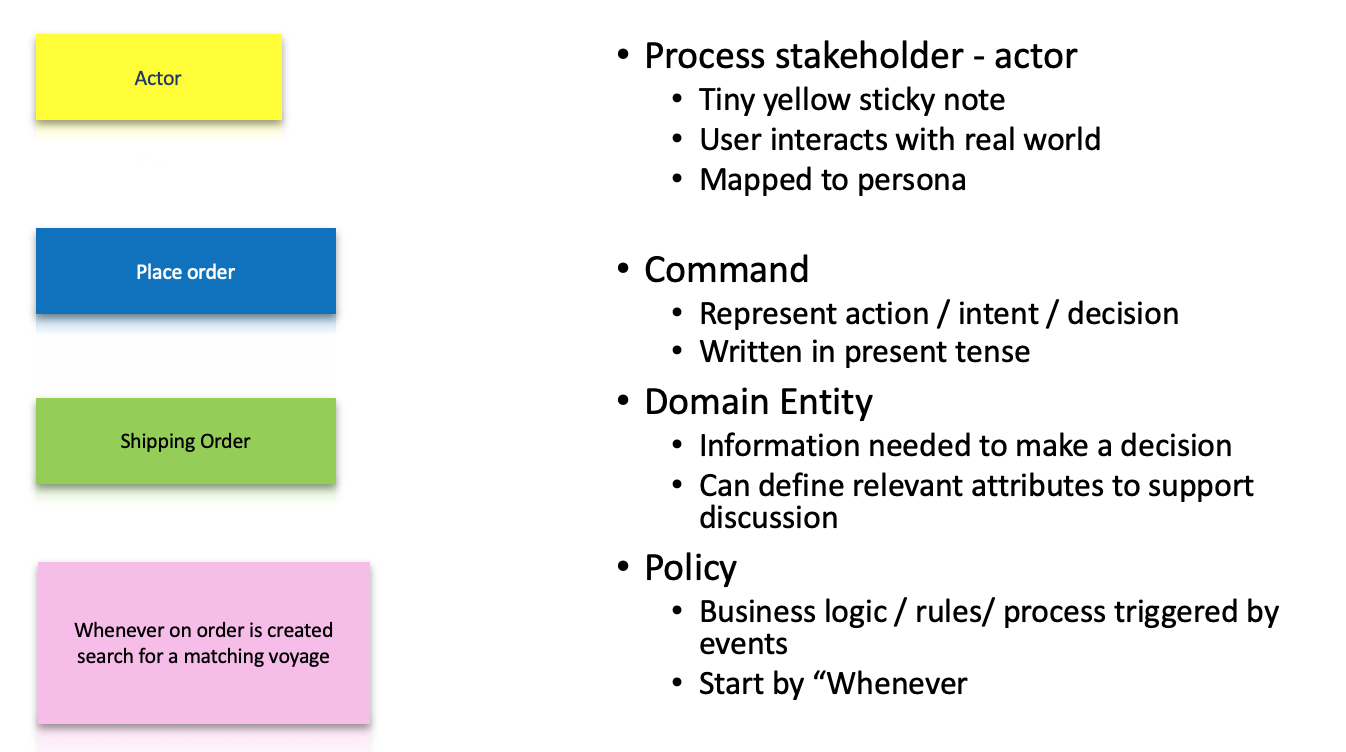 Actor
Place order
Shipping Order
Whenever on order is created
search for a matching voyage
• Process stakeholder - actor
• Tiny yellow sticky note
• User interacts with real world
• Mapped to persona
• Command
• Represent action / intent / decision
• Written in present tense
• Domain Entity
• Information needed to make a decision
• Can define relevant attributes to support
discussion
• Policy
• Business logic / rules/ process triggered by
events
• Start by “Whenever